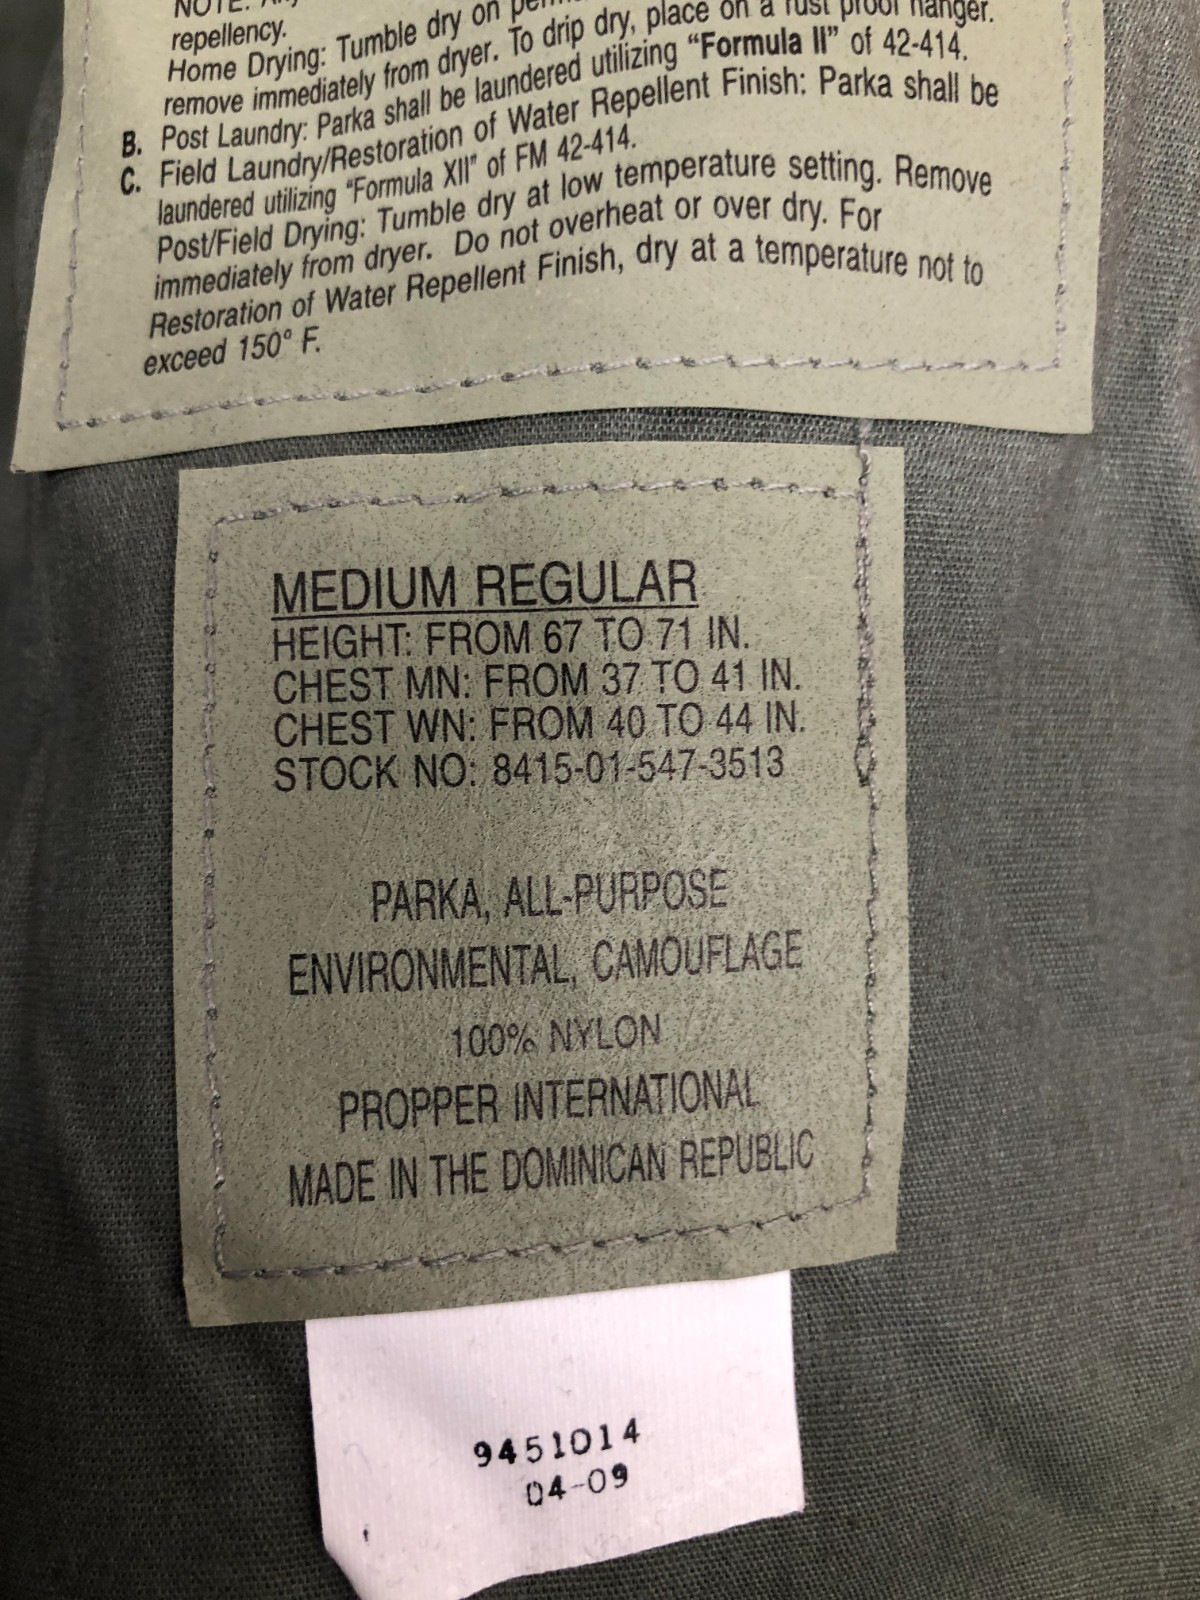 NOTE:
repellency.
Home Drying: Tumble dry on
remove immediately from dryer. To drip dry, place on a rust proof hanger.
B. Post Laundry: Parka shall be laundered utilizing “Formula II” of 42-414.
C. Field Laundry/Restoration of Water Repellent Finish: Parka shall be
laundered utilizing “Formula XII” of FM 42-414.
Post/Field Drying: Tumble dry at low temperature setting. Remove
immediately from dryer. Do not overheat or over dry. For
Restoration of Water Repellent Finish, dry at a temperature not to
exceed 150° F.
MEDIUM REGULAR
HEIGHT: FROM 67 TO 71 IN.
CHEST MN: FROM 37 TO 41 IN.
CHEST WN: FROM 40 TO 44 IN.
STOCK NO: 8415-01-547-3513
PARKA, ALL-PURPOSE
ENVIRONMENTAL, CAMOUFLAGE
100% NYLON
PROPPER INTERNATIONAL
MADE IN THE DOMINICAN REPUBLIC
9451014
04-09